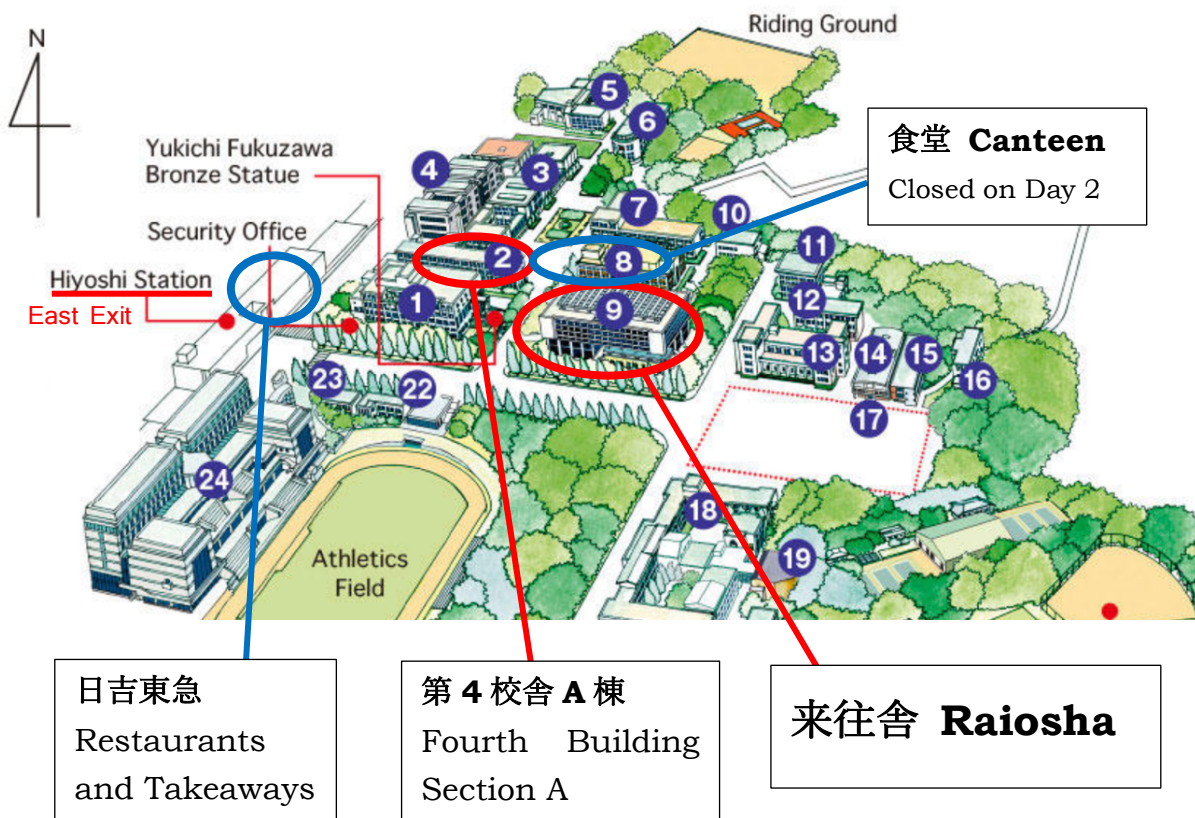 N
Riding Ground
Yukichi Fukuzawa
Bronze Statue
Security Office
Hiyoshi Station
East Exit
食堂 Canteen
Closed on Day 2
5
6
4
3
7
10
11
2
8
12
1
9
13
14
15
16
17
23
22
24
18
19
Athletics
Field
日吉東急
Restaurants
and Takeaways
第 4 校舎 A 棟
Fourth Building
Section A
来往舎 Raiosha